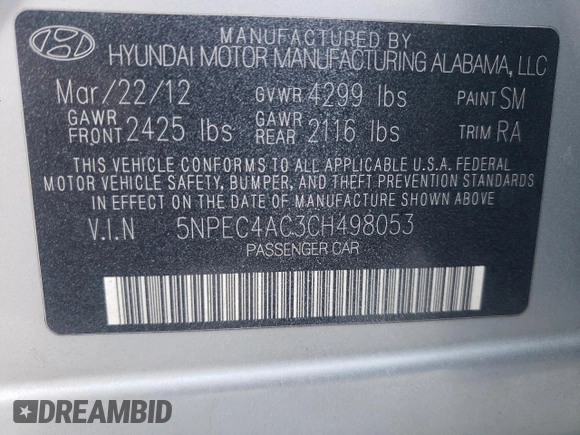 MANUFACTURED BY
HYUNDAI MOTOR MANUFACTURING ALABAMA, LLC
Mar/22/12 GVWR 4299 lbs PAINT SM
GAWR FRONT 2425 lbs GAWR REAR 2116 lbs TRIM RA
THIS VEHICLE CONFORMS TO ALL APPLICABLE U.S.A. FEDERAL
MOTOR VEHICLE SAFETY, BUMPER, AND THEFT PREVENTION STANDARDS
IN EFFECT ON THE DATE OF MANUFACTURE SHOWN ABOVE
V.I.N 5NPEC4AC3CH498053
PASSENGER CAR
DREAMBID